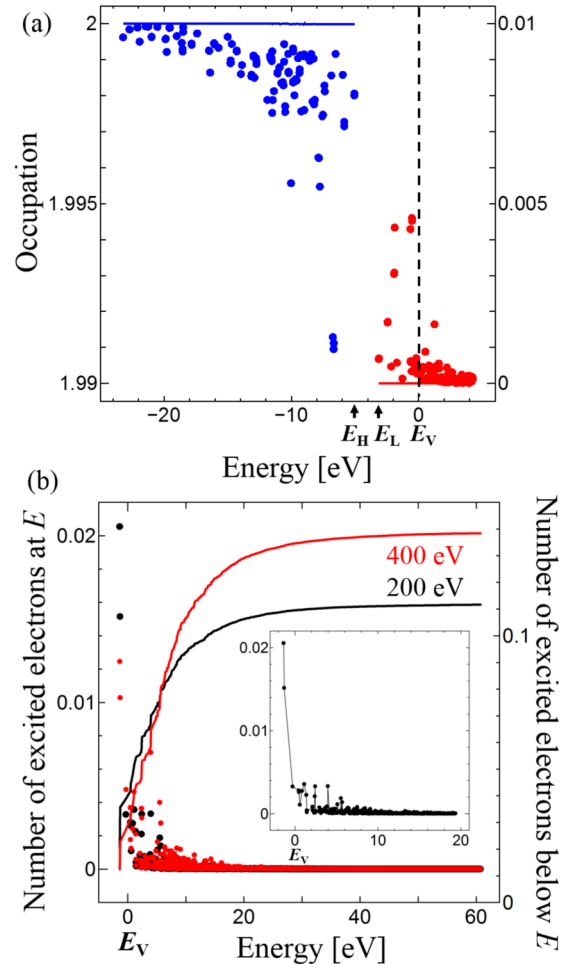 (a)
2
1.995
1.99
0.01
0.005
0
Occupation
−20
−10
0
E_H E_L E_V
Energy [eV]
(b)
Number of excited electrons at E
0.02
0.01
0
Number of excited electrons below E
0.1
0
400 eV
200 eV
0.02
0.01
0
0
10
20
E_V
0
20
40
60
E_V
Energy [eV]